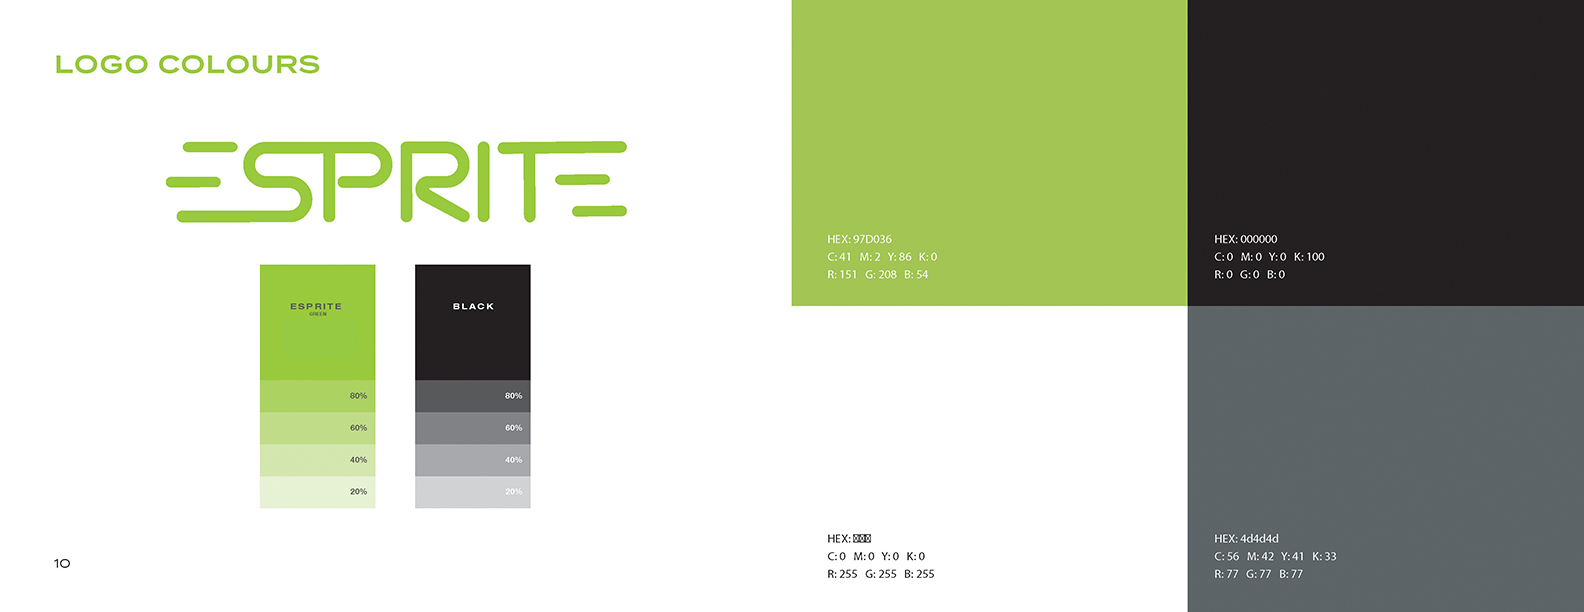 LOGO COLOURS
ESPRITE
ESPRITE
GREEN
80%
60%
40%
20%
BLACK
80%
60%
40%
20%
10
HEX: 97D036
C: 41 M: 2 Y: 86 K: 0
R: 151 G: 208 B: 54
HEX: 000000
C: 0 M: 0 Y: 0 K: 100
R: 0 G: 0 B: 0
HEX:
C: 0 M: 0 Y: 0 K: 0
R: 255 G: 255 B: 255
HEX: 4d4d4d
C: 56 M: 42 Y: 41 K: 33
R: 77 G: 77 B: 77